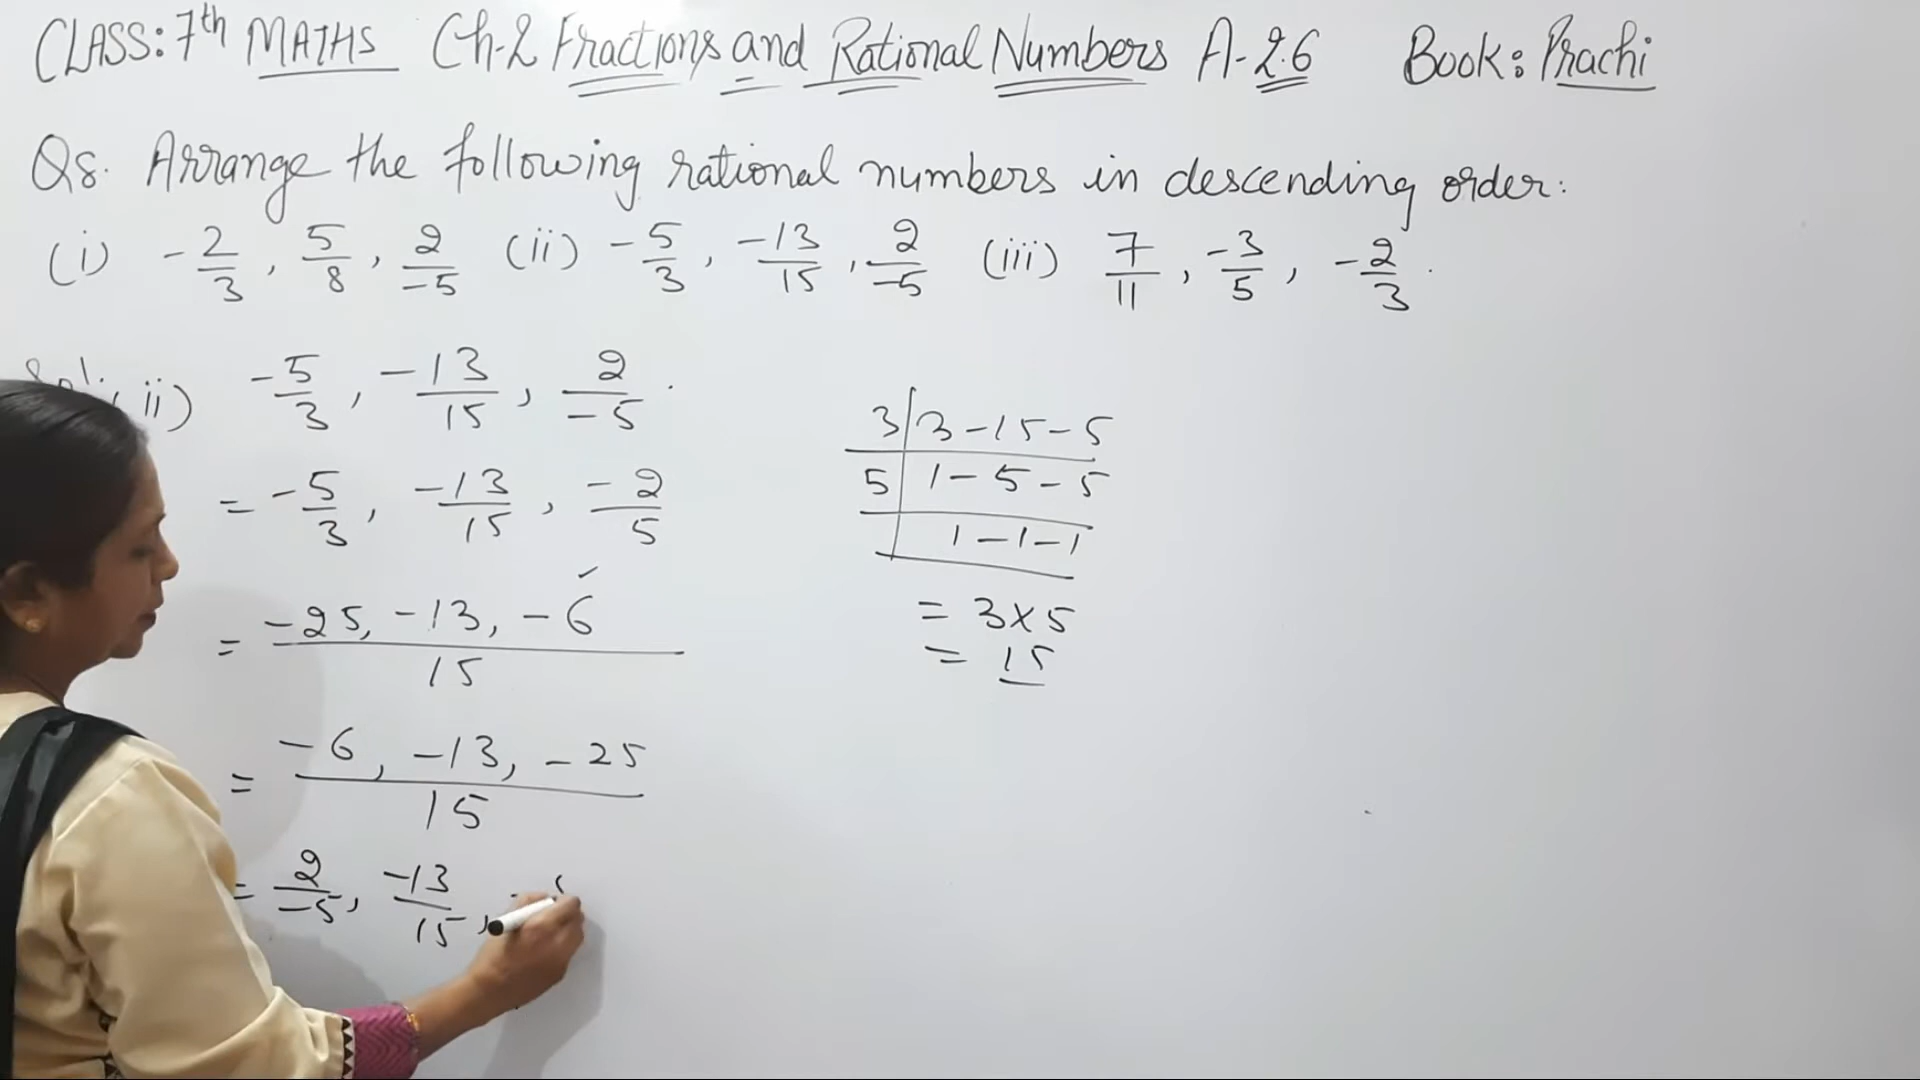 CLASS: 7th MATHS Ch-2 Fractions and Rational Numbers A-2.6 Book: Prachi
Q8. Arrange the following rational numbers in descending order:
(i) -2/3, 5/8, 2/-5 (ii) -5/3, -13/15, 2/-5 (iii) 7/11, -3/5, -2/3.
Sol: (ii) -5/3, -13/15, 2/-5.
= -5/3, -13/15, -2/5
= -25, -13, -6 / 15
= -6, -13, -25 / 15
= 2/-5, -13/15, -
3 | 3 - 15 - 5
5 | 1 - 5 - 5
| 1 - 1 - 1
= 3 × 5
= 15